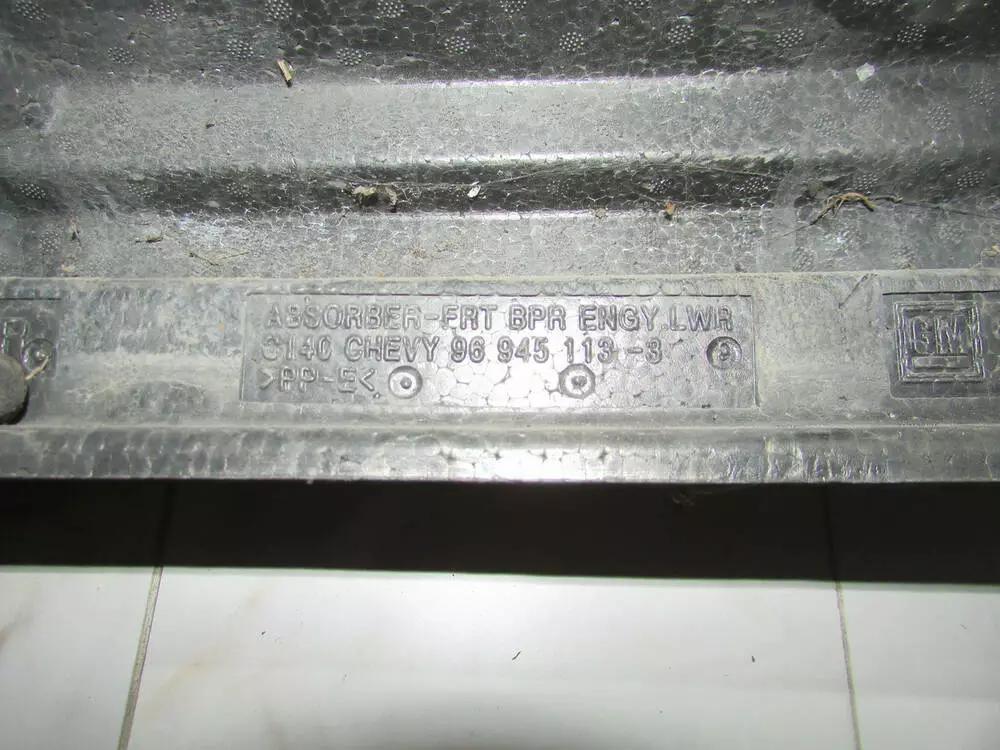 ABSORBER-FRT BPR ENGY.LWR
C140 CHEVY 96 945 113 -3
>PP-E<
GM